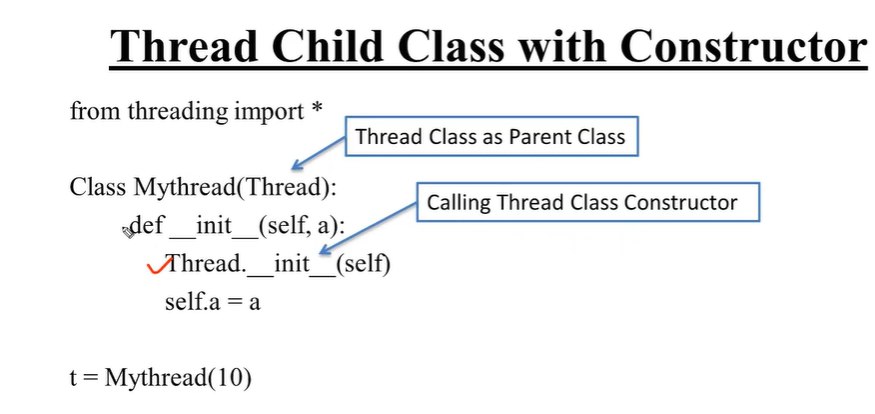 Thread Child Class with Constructor
from threading import *
Thread Class as Parent Class
Class Mythread(Thread):
Calling Thread Class Constructor
def __init__(self, a):
Thread.__init__(self)
self.a = a
t = Mythread(10)